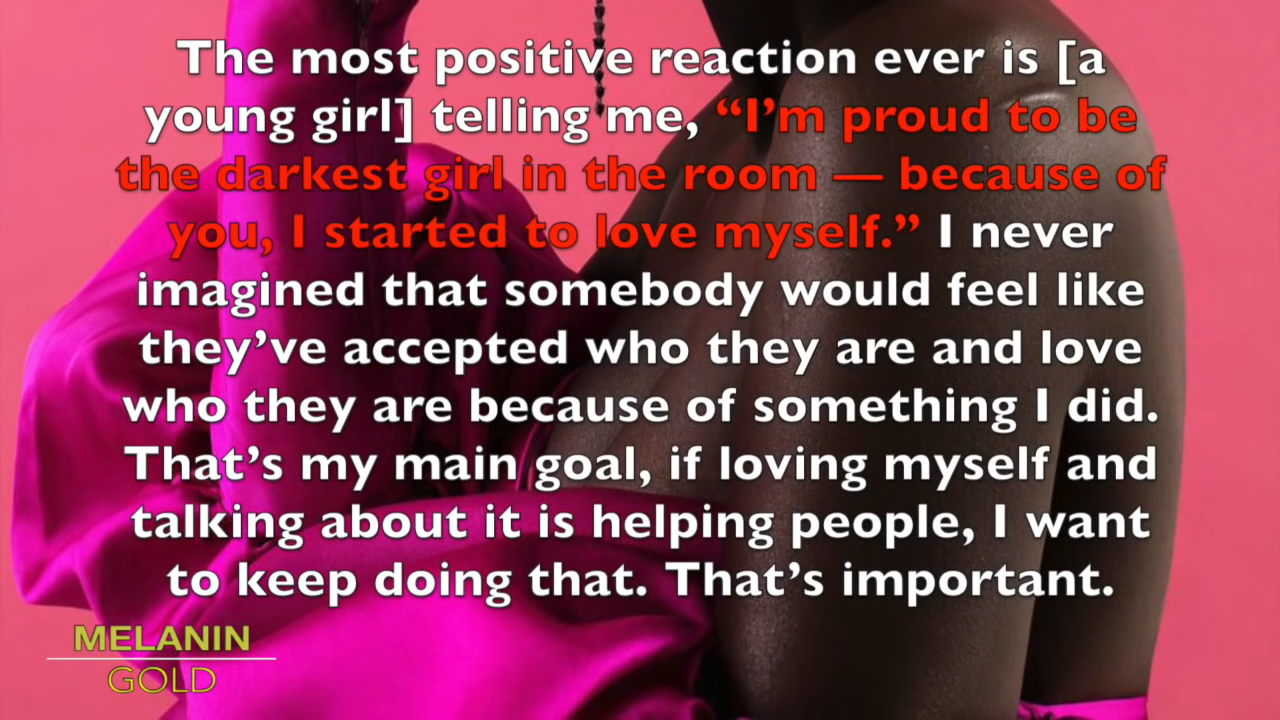 The most positive reaction ever is [a
young girl] telling me, “I’m proud to be
the darkest girl in the room — because of
you, I started to love myself.” I never
imagined that somebody would feel like
they’ve accepted who they are and love
who they are because of something I did.
That’s my main goal, if loving myself and
talking about it is helping people, I want
to keep doing that. That’s important.
MELANIN
GOLD